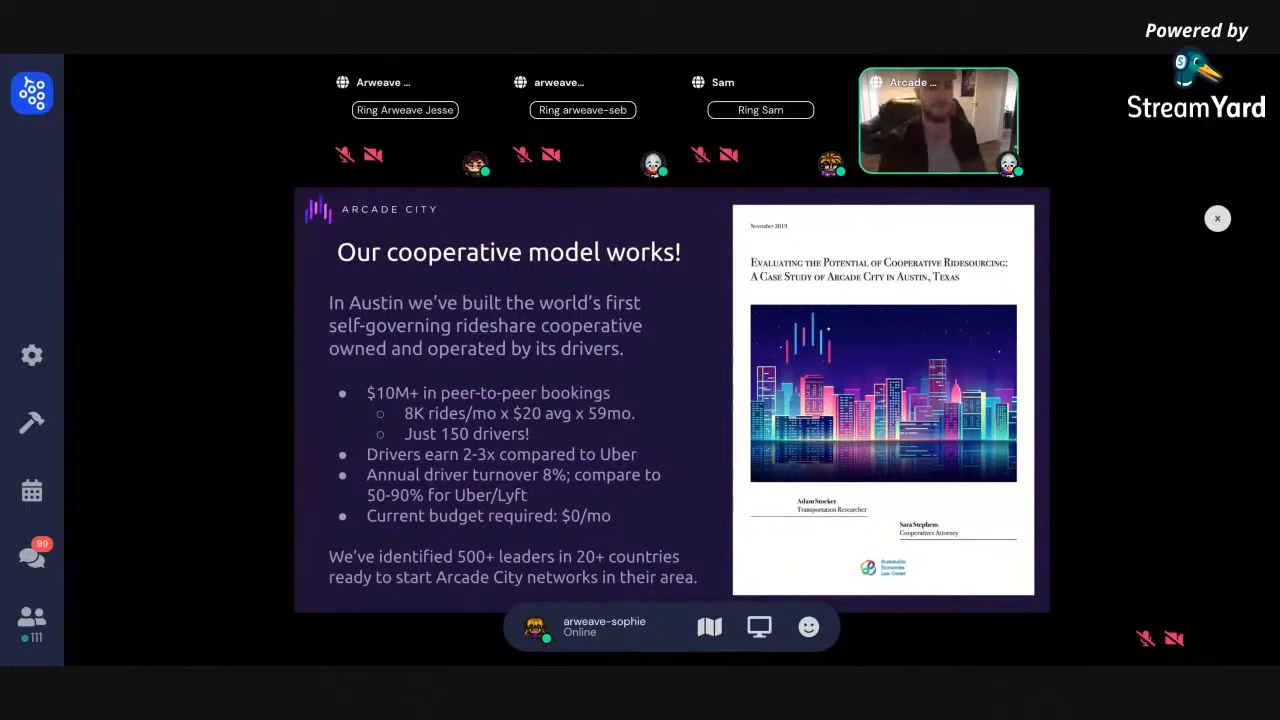 Powered by
StreamYard
Arweave ...
arweave...
Sam
Arcade ...
Ring Arweave Jesse
Ring arweave-seb
Ring Sam
ARCADE CITY
Our cooperative model works!
In Austin we've built the world's first
self-governing rideshare cooperative
owned and operated by its drivers.
● $10M+ in peer-to-peer bookings
○ 8K rides/mo x $20 avg x 59mo.
○ Just 150 drivers!
● Drivers earn 2-3x compared to Uber
● Annual driver turnover 8%; compare to
50-90% for Uber/Lyft
● Current budget required: $0/mo
We've identified 500+ leaders in 20+ countries
ready to start Arcade City networks in their area.
November 2019
Evaluating the Potential of Cooperative Ridesourcing:
A Case Study of Arcade City in Austin, Texas
Adam Stocker
Transportation Researcher
Sara Stephens
Cooperatives Attorney
Sustainable
Economies
Law Center
99
111
arweave-sophie
Online